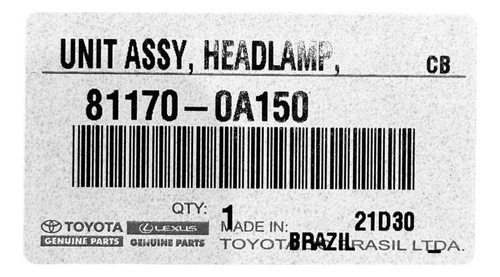 UNIT ASSY, HEADLAMP, CB
81170-0A150
QTY: 1
TOYOTA LEXUS MADE IN: 21D30
GENUINE PARTS GENUINE PARTS TOYOTA BRASIL LTDA.
BRAZIL